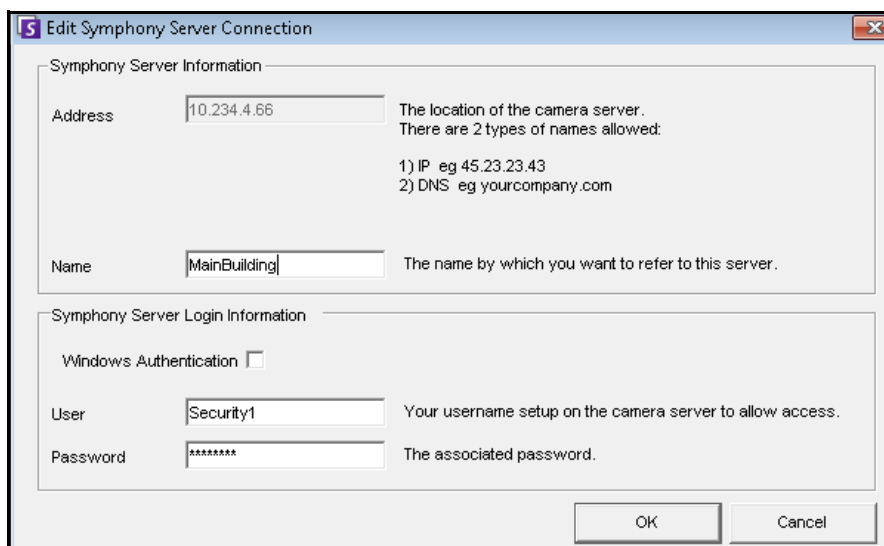 Edit Symphony Server Connection
Symphony Server Information
Address
10.234.4.66
The location of the camera server.
There are 2 types of names allowed:
1) IP eg 45.23.23.43
2) DNS eg yourcompany.com
Name
MainBuilding
The name by which you want to refer to this server.
Symphony Server Login Information
Windows Authentication
User
Security1
Your username setup on the camera server to allow access.
Password
********
The associated password.
OK
Cancel